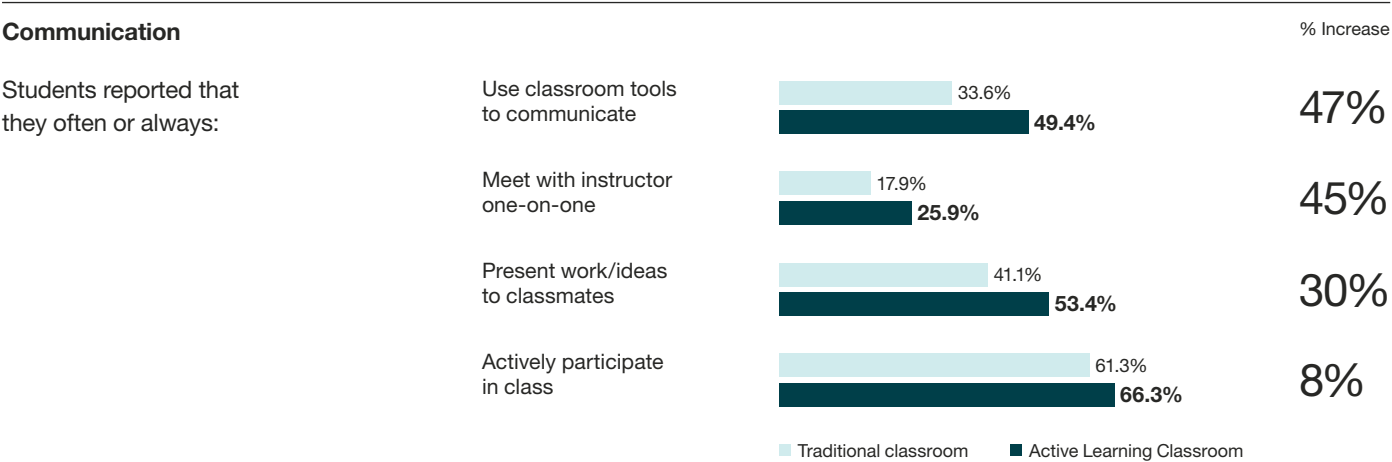 Communication
% Increase
Students reported that
they often or always:
Use classroom tools
to communicate
33.6%
49.4%
47%
Meet with instructor
one-on-one
17.9%
25.9%
45%
Present work/ideas
to classmates
41.1%
53.4%
30%
Actively participate
in class
61.3%
66.3%
8%
Traditional classroom
Active Learning Classroom